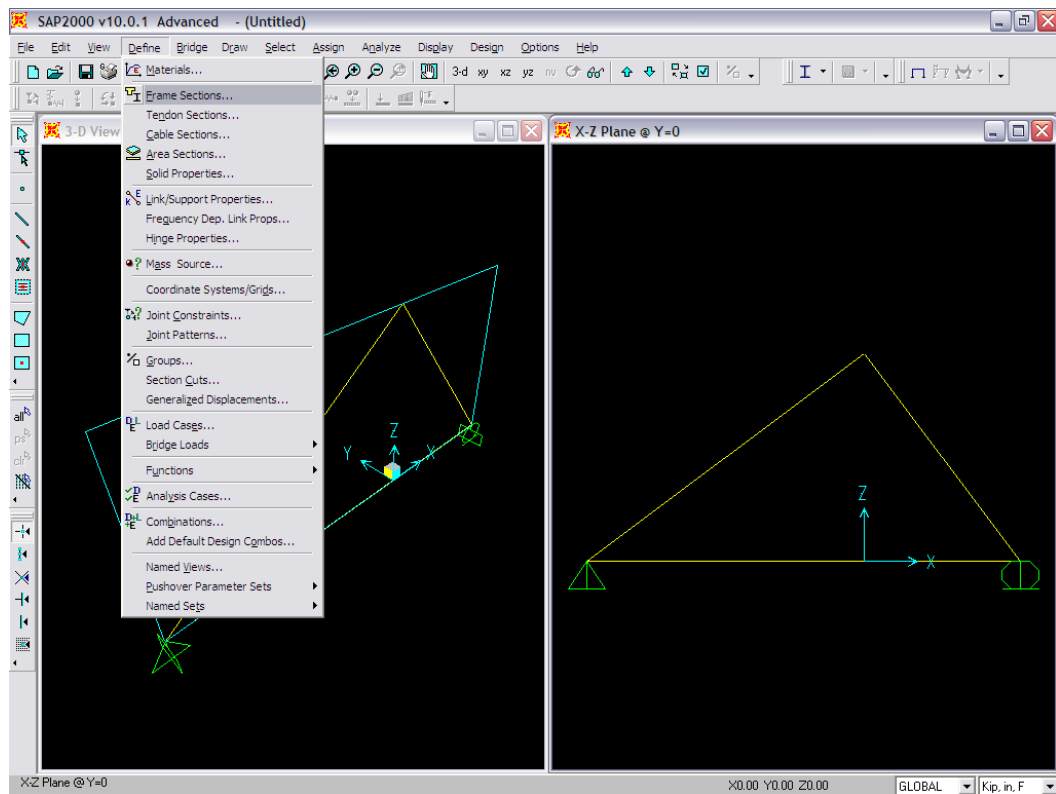 SAP2000 v10.0.1 Advanced - (Untitled)
File Edit View Define Bridge Draw Select Assign Analyze Display Design Options Help
3-d xy xz yz nv
3-D View
X-Z Plane @ Y=0
Materials...
Frame Sections...
Tendon Sections...
Cable Sections...
Area Sections...
Solid Properties...
Link/Support Properties...
Frequency Dep. Link Props...
Hinge Properties...
Mass Source...
Coordinate Systems/Grids...
Joint Constraints...
Joint Patterns...
Groups...
Section Cuts...
Generalized Displacements...
Load Cases...
Bridge Loads
Functions
Analysis Cases...
Combinations...
Add Default Design Combos...
Named Views...
Pushover Parameter Sets
Named Sets
all
ps
clr
Z
Y
X
Z
X
X-Z Plane @ Y=0
X0.00 Y0.00 Z0.00
GLOBAL
Kip, in, F